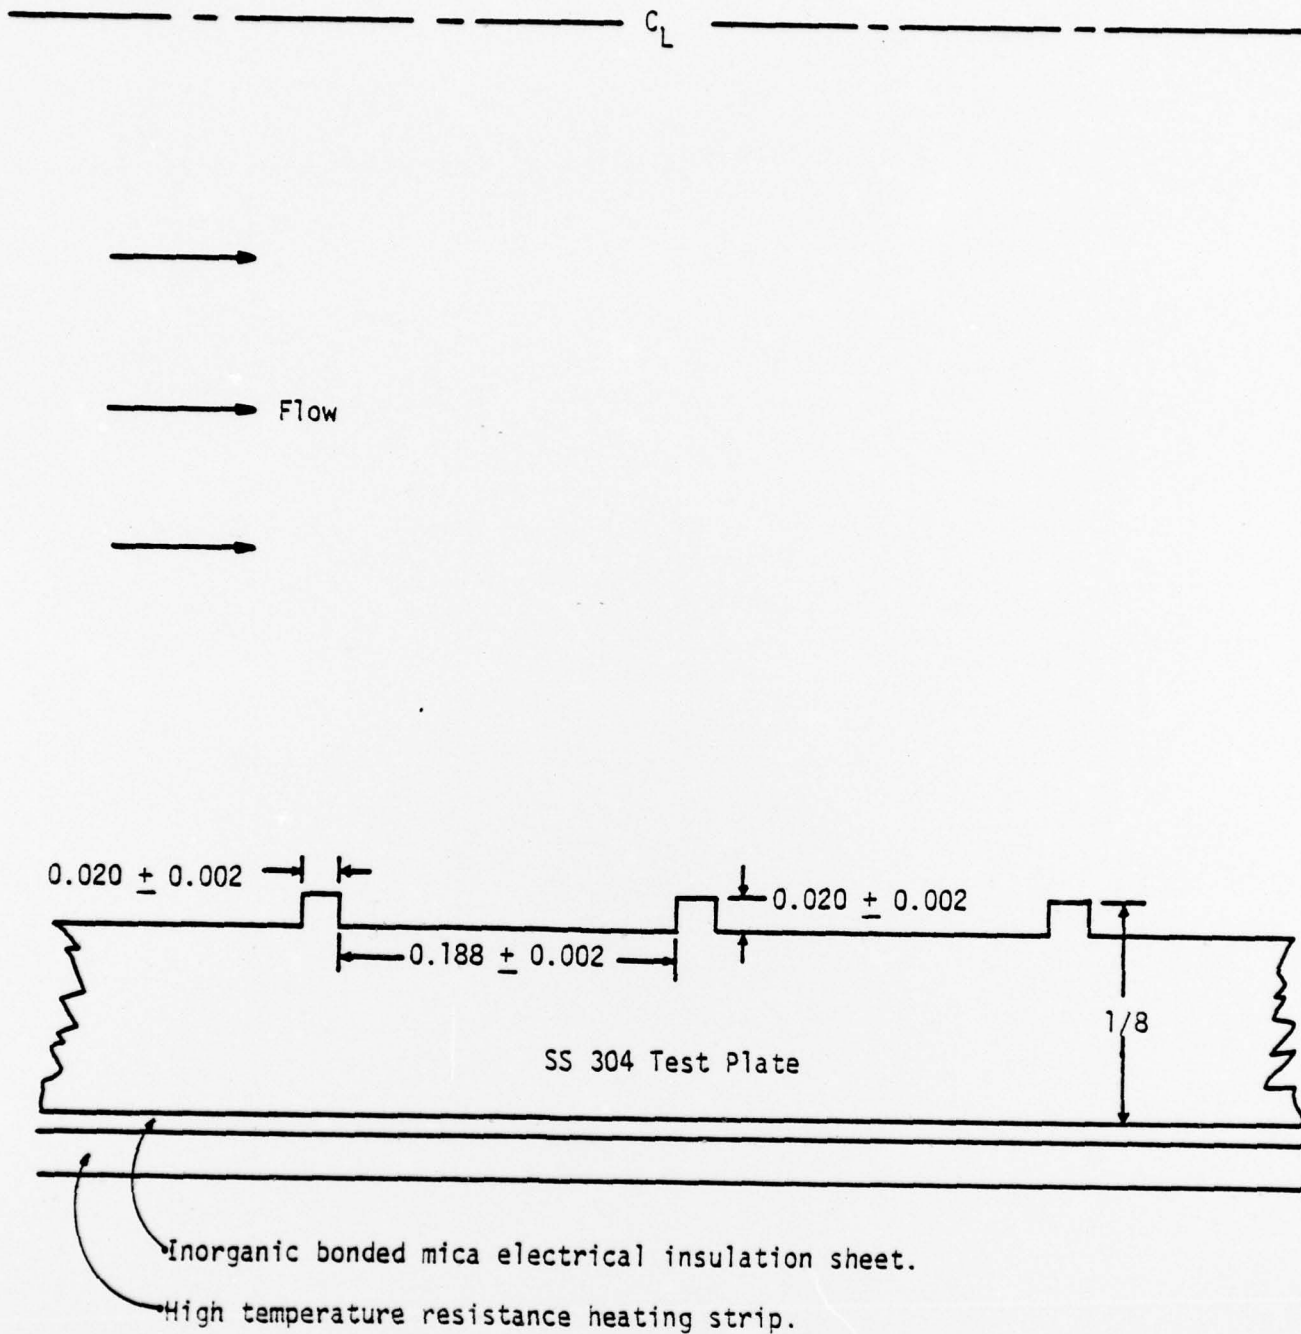 C_L
Flow
0.020 ± 0.002
0.020 ± 0.002
0.188 ± 0.002
1/8
SS 304 Test Plate
Inorganic bonded mica electrical insulation sheet.
High temperature resistance heating strip.